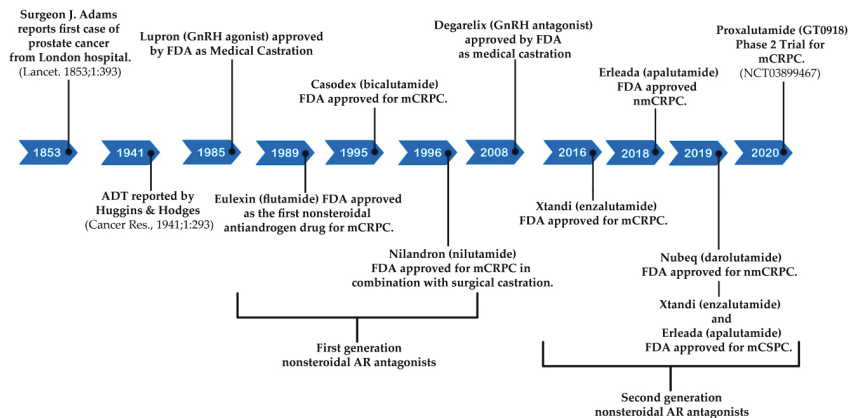 Surgeon J. Adams
reports first case of
prostate cancer
from London hospital.
(Lancet. 1853;1:393)
Lupron (GnRH agonist) approved
by FDA as Medical Castration
Casodex (bicalutamide)
FDA approved for mCRPC.
Degarelix (GnRH antagonist)
approved by FDA
as medical castration
Erleada (apalutamide)
FDA approved
nmCRPC.
Proxalutamide (GT0918)
Phase 2 Trial for
mCRPC.
(NCT03899467)
1853
1941
1985
1989
1995
1996
2008
2016
2018
2019
2020
ADT reported by
Huggins & Hodges
(Cancer Res., 1941;1:293)
Eulexin (flutamide) FDA approved
as the first nonsteroidal
antiandrogen drug for mCRPC.
Nilandron (nilutamide)
FDA approved for mCRPC in
combination with surgical castration.
Xtandi (enzalutamide)
FDA approved for mCRPC.
Nubeq (darolutamide)
FDA approved for nmCRPC.
Xtandi (enzalutamide)
and
Erleada (apalutamide)
FDA approved for mCSPC.
First generation
nonsteroidal AR antagonists
Second generation
nonsteroidal AR antagonists